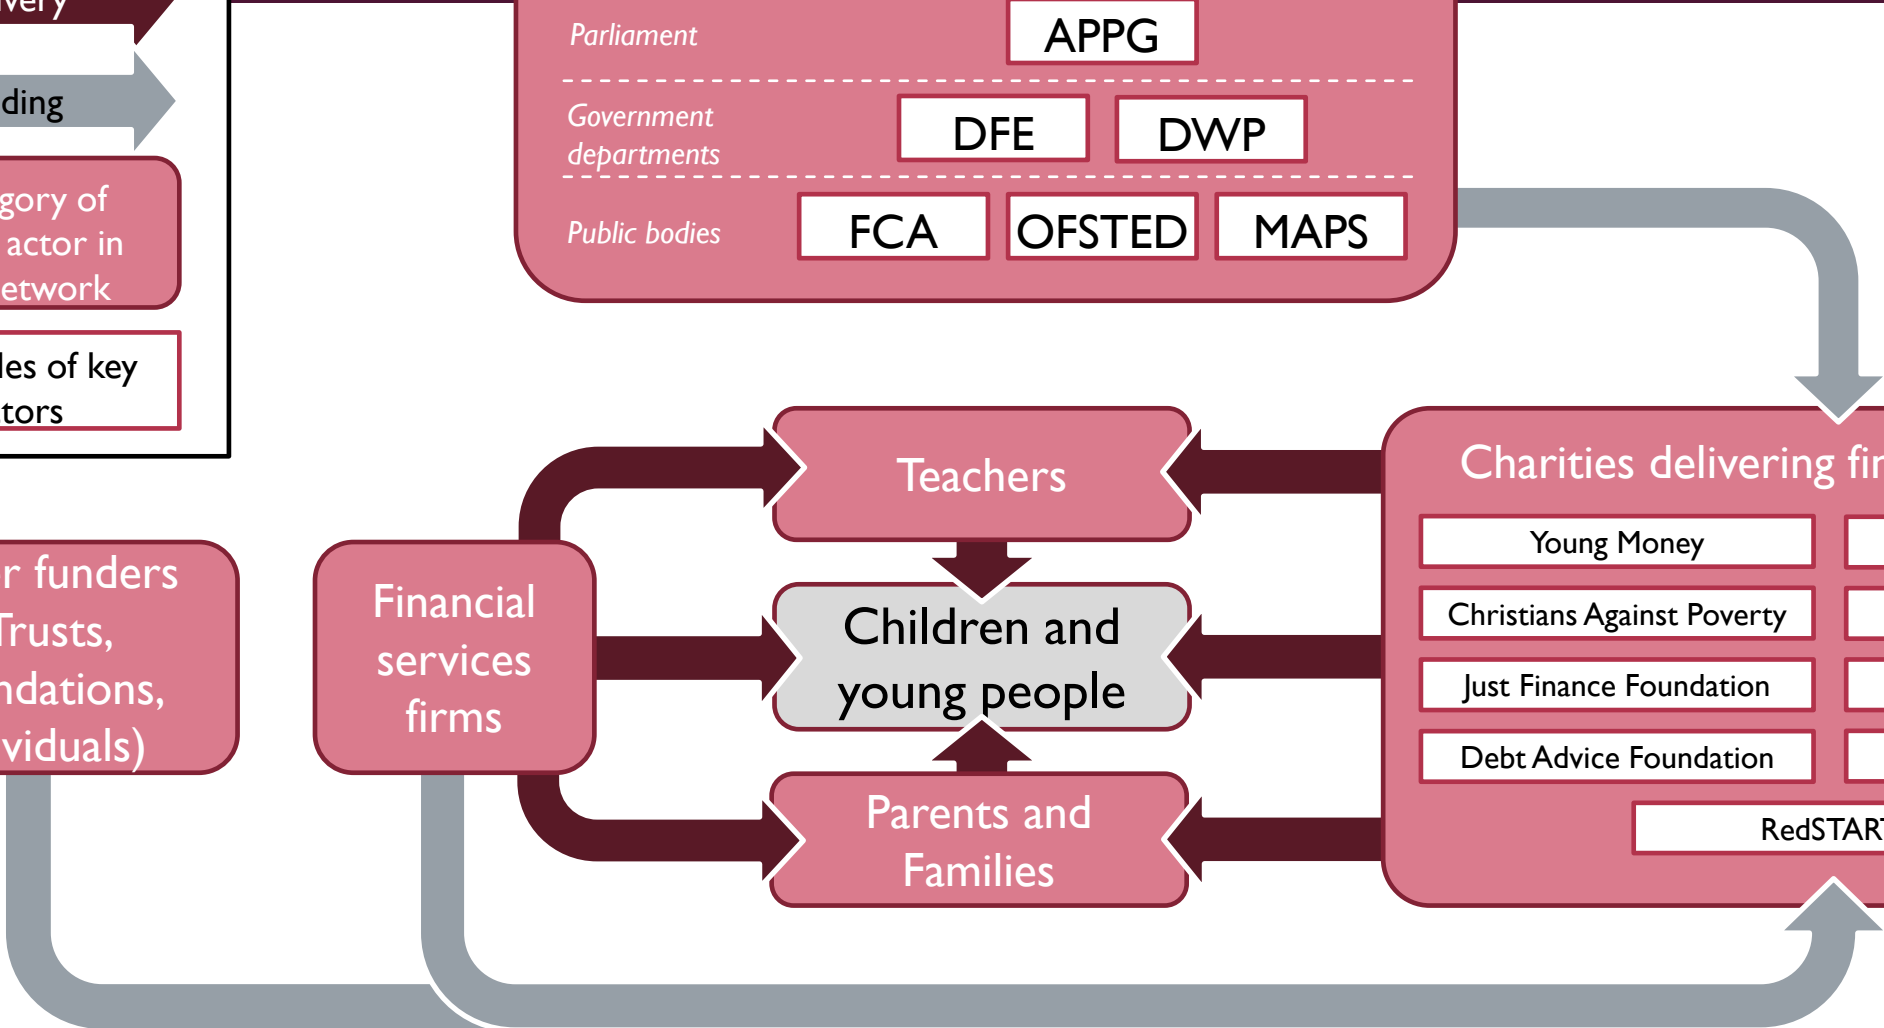 Parliament
APPG
ding
Government
departments
DFE
DWP
gory of
actor in
etwork
Public bodies
FCA
OFSTED
MAPS
les of key
tors
Teachers
Charities delivering fin
Young Money
r funders
Trusts,
ndations,
viduals)
Financial
services
firms
Children and
young people
Christians Against Poverty
Just Finance Foundation
Debt Advice Foundation
Parents and
Families
RedSTART